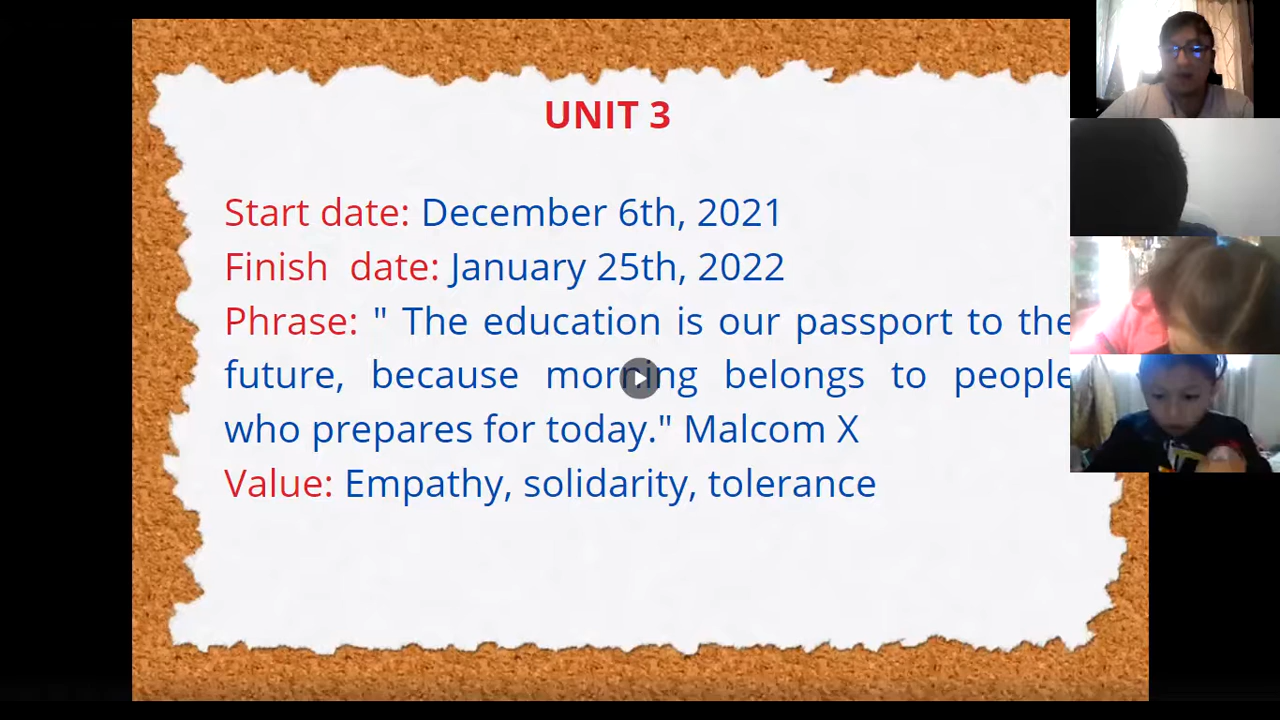 UNIT 3
Start date: December 6th, 2021
Finish date: January 25th, 2022
Phrase: " The education is our passport to the
future, because morning belongs to people
who prepares for today." Malcom X
Value: Empathy, solidarity, tolerance